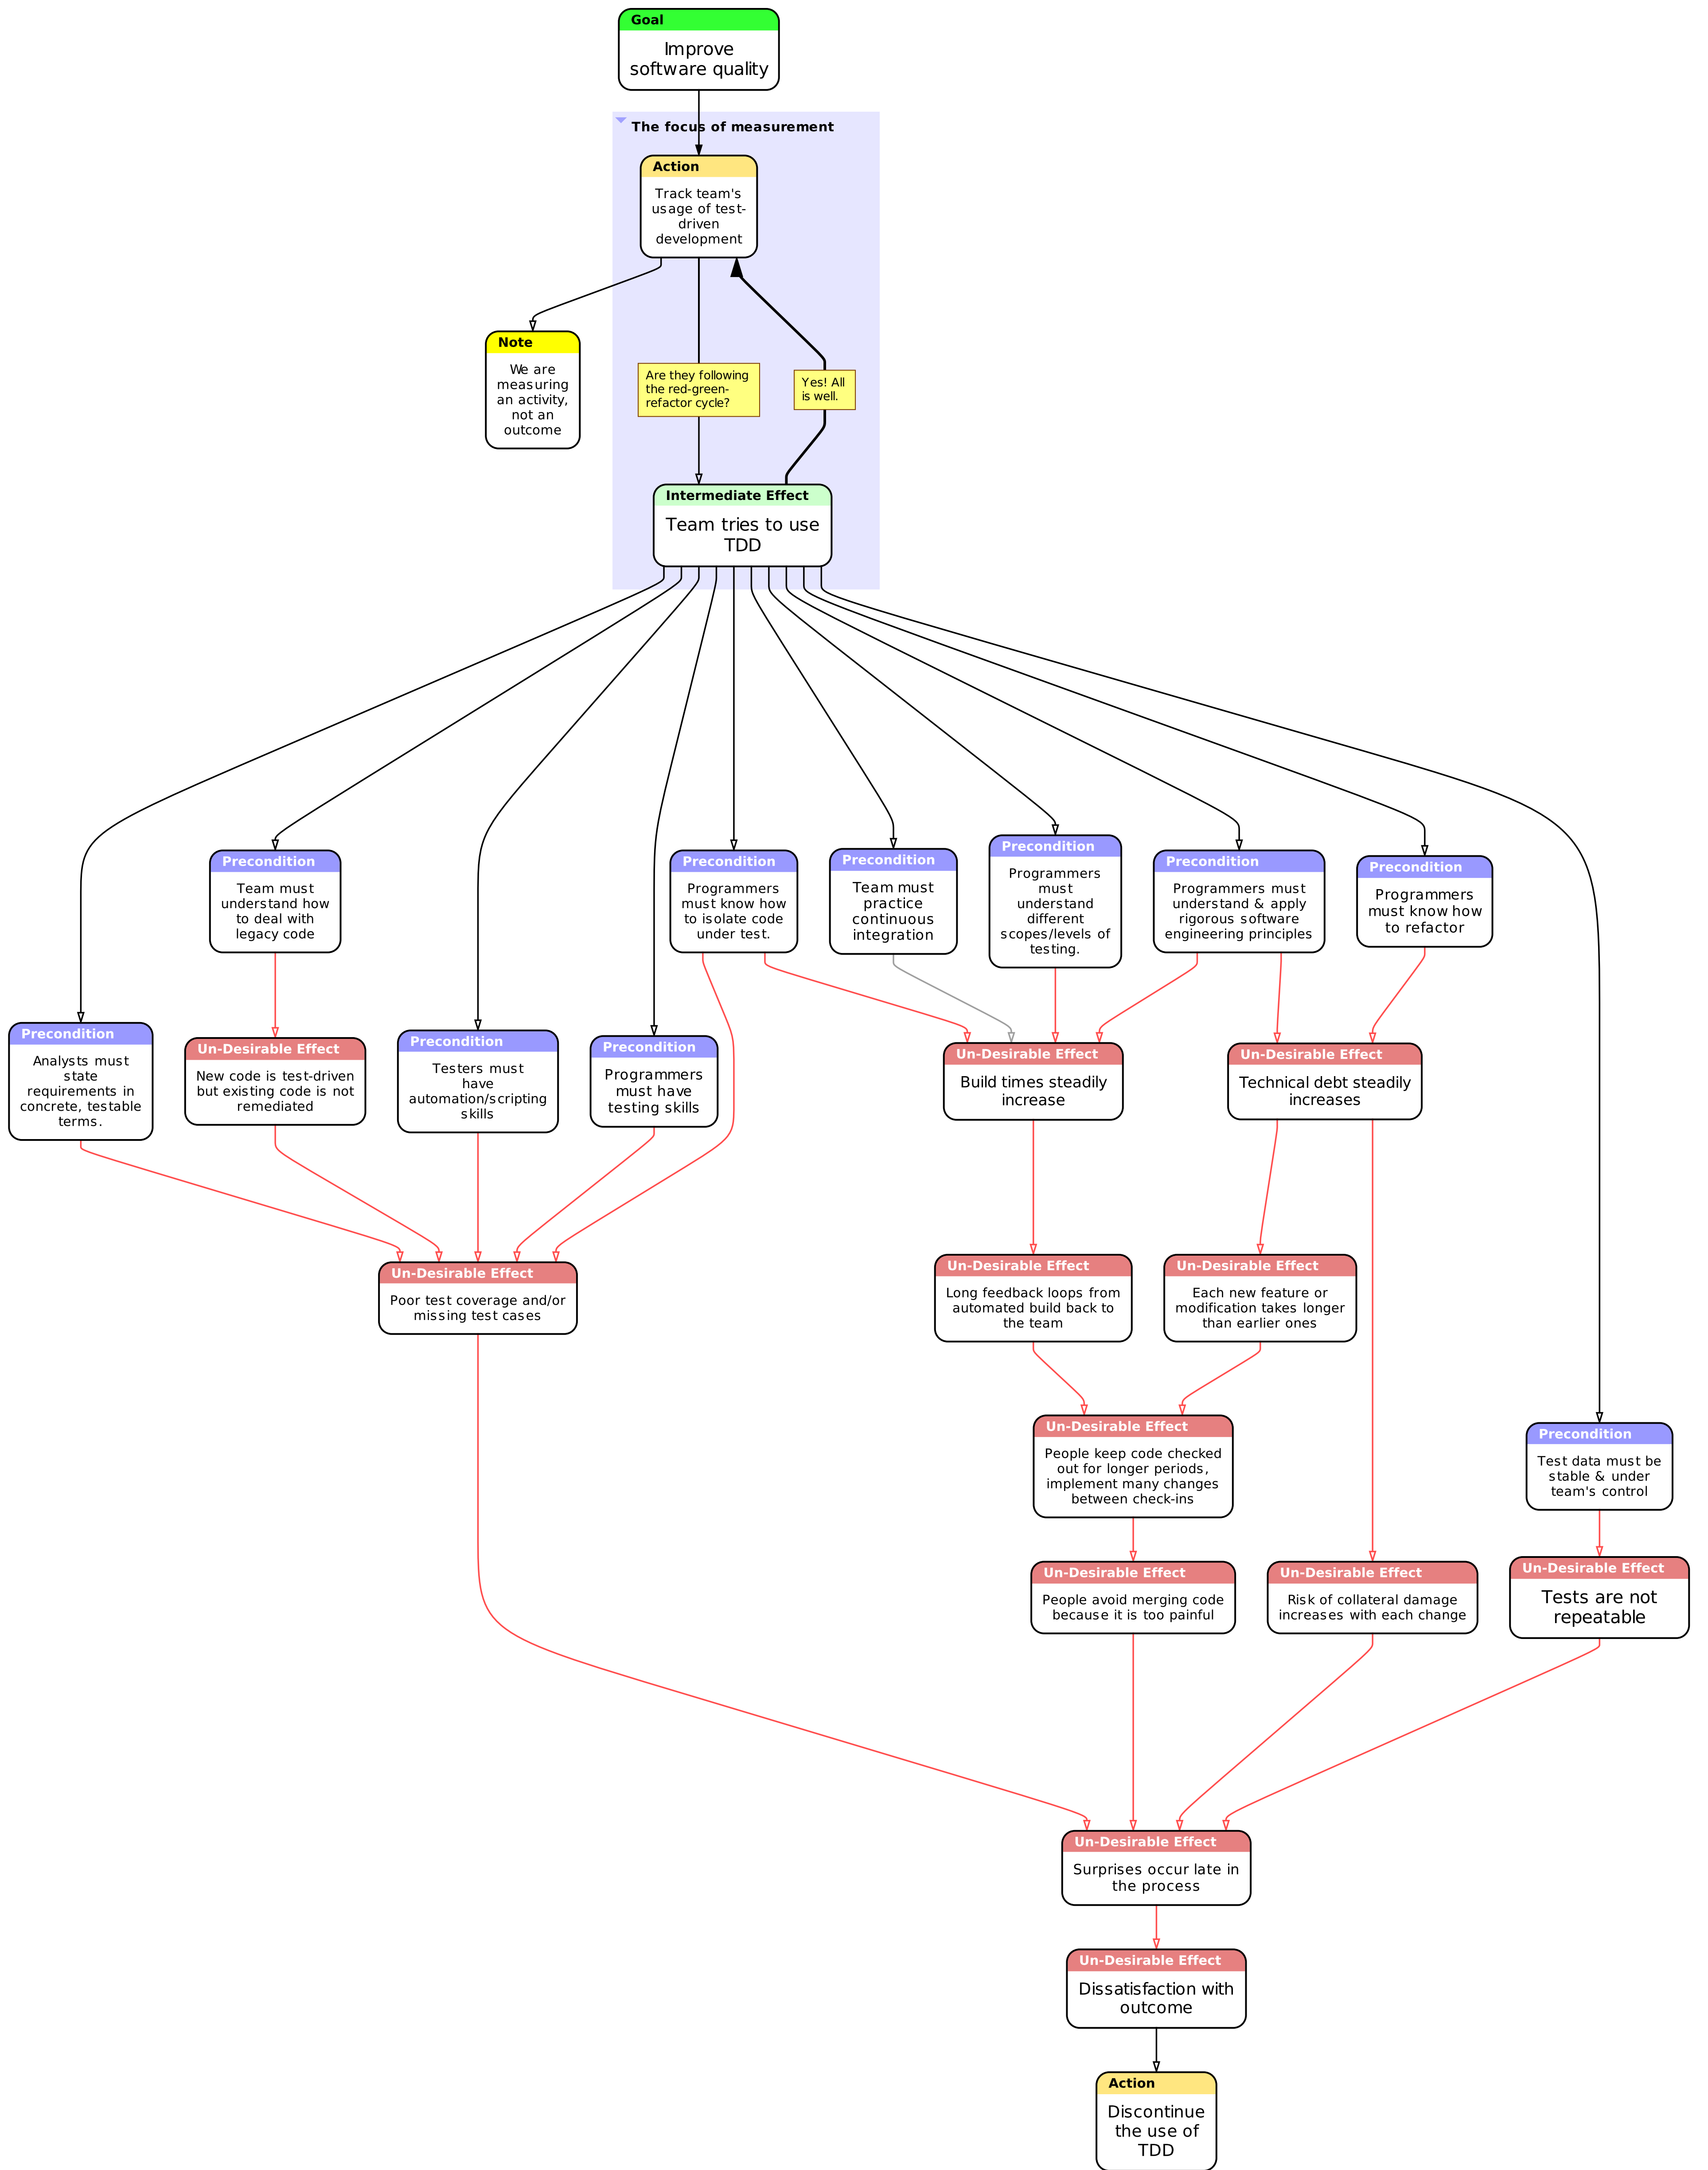 Goal
Improve
software quality
The focus of measurement
Action
Track team's
usage of test-
driven
development
Note
We are
measuring
an activity,
not an
outcome
Are they following
the red-green-
refactor cycle?
Yes! All
is well.
Intermediate Effect
Team tries to use
TDD
Precondition
Team must
understand how
to deal with
legacy code
Precondition
Programmers
must know how
to isolate code
under test.
Precondition
Team must
practice
continuous
integration
Precondition
Programmers
must
understand
different
scopes/levels of
testing.
Precondition
Programmers must
understand & apply
rigorous software
engineering principles
Precondition
Programmers
must know how
to refactor
Precondition
Analysts must
state
requirements in
concrete, testable
terms.
Un-Desirable Effect
New code is test-driven
but existing code is not
remediated
Precondition
Testers must
have
automation/scripting
skills
Precondition
Programmers
must have
testing skills
Un-Desirable Effect
Build times steadily
increase
Un-Desirable Effect
Technical debt steadily
increases
Un-Desirable Effect
Poor test coverage and/or
missing test cases
Un-Desirable Effect
Long feedback loops from
automated build back to
the team
Un-Desirable Effect
Each new feature or
modification takes longer
than earlier ones
Un-Desirable Effect
People keep code checked
out for longer periods,
implement many changes
between check-ins
Precondition
Test data must be
stable & under
team's control
Un-Desirable Effect
People avoid merging code
because it is too painful
Un-Desirable Effect
Risk of collateral damage
increases with each change
Un-Desirable Effect
Tests are not
repeatable
Un-Desirable Effect
Surprises occur late in
the process
Un-Desirable Effect
Dissatisfaction with
outcome
Action
Discontinue
the use of
TDD